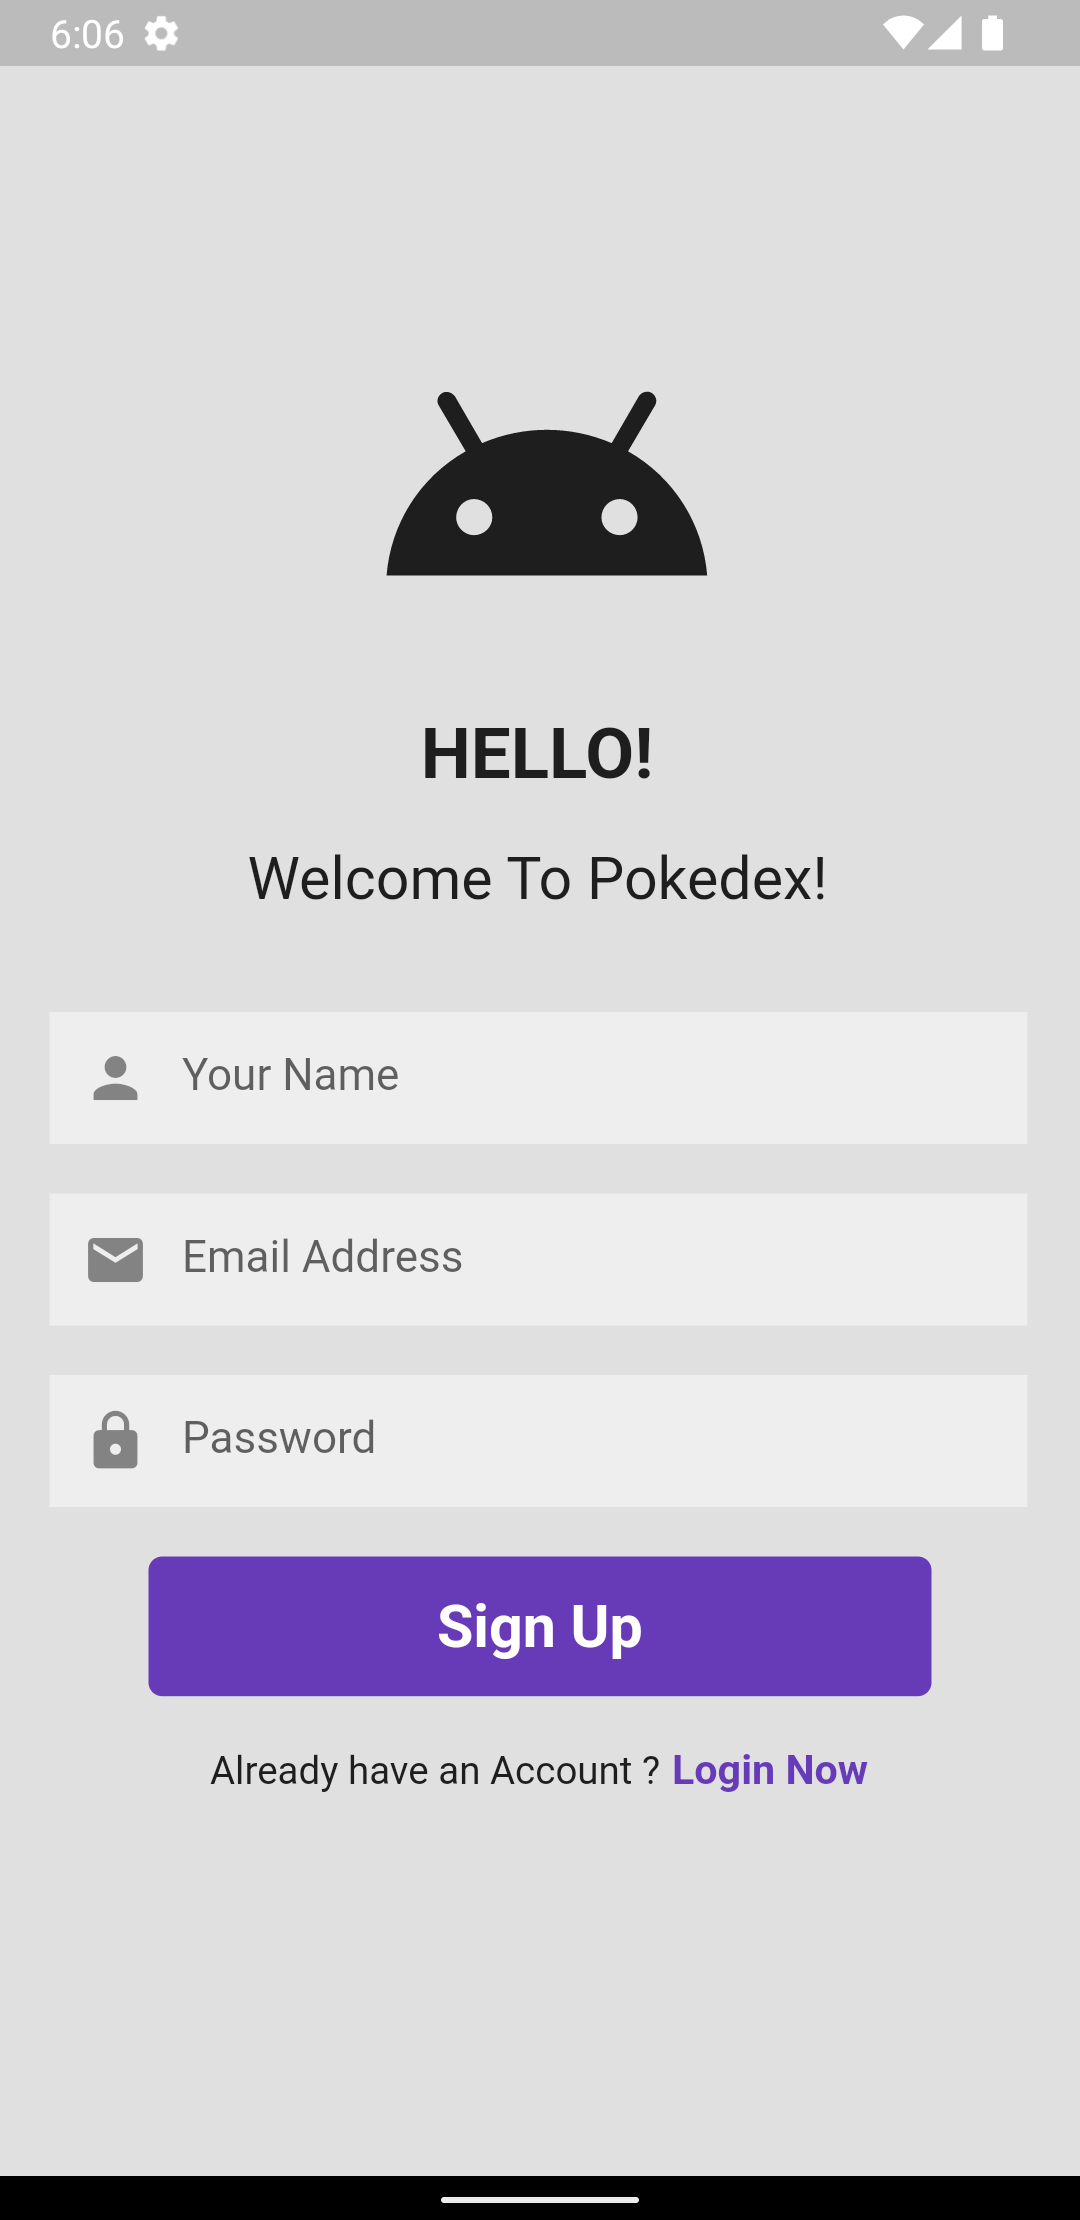 6:06
HELLO!
Welcome To Pokedex!
Your Name
Email Address
Password
Sign Up
Already have an Account ? Login Now